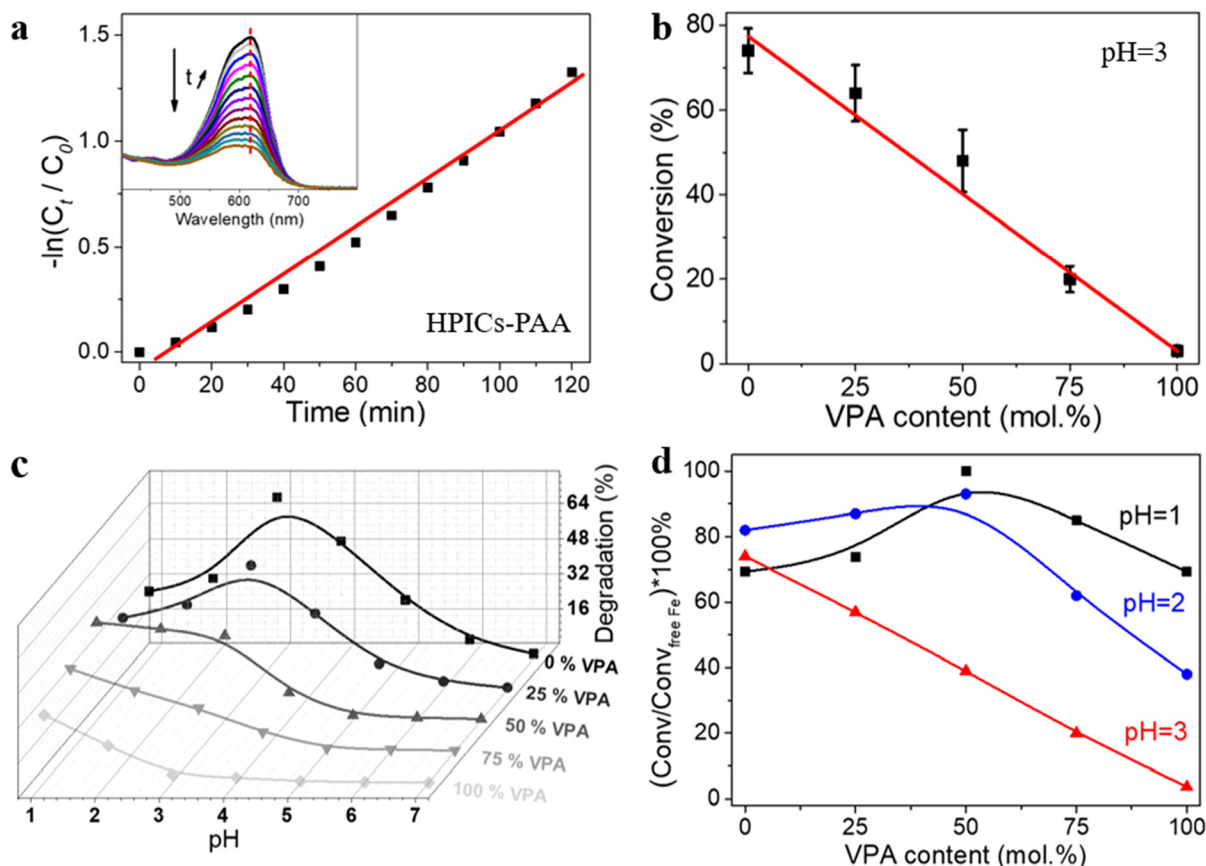 a
-ln(Cₜ / C₀)
1.5
1.0
0.5
0.0
t
500 600 700
Wavelength (nm)
HPICs-PAA
0 20 40 60 80 100 120
Time (min)
b
Conversion (%)
80
60
40
20
0
pH=3
0 25 50 75 100
VPA content (mol.%)
c
Degradation (%)
64
48
32
16
0 % VPA
25 % VPA
50 % VPA
75 % VPA
100 % VPA
1 2 3 4 5 6 7
pH
d
(Conv/Conv free Fe)*100%
100
80
60
40
20
0
pH=1
pH=2
pH=3
0 25 50 75 100
VPA content (mol.%)